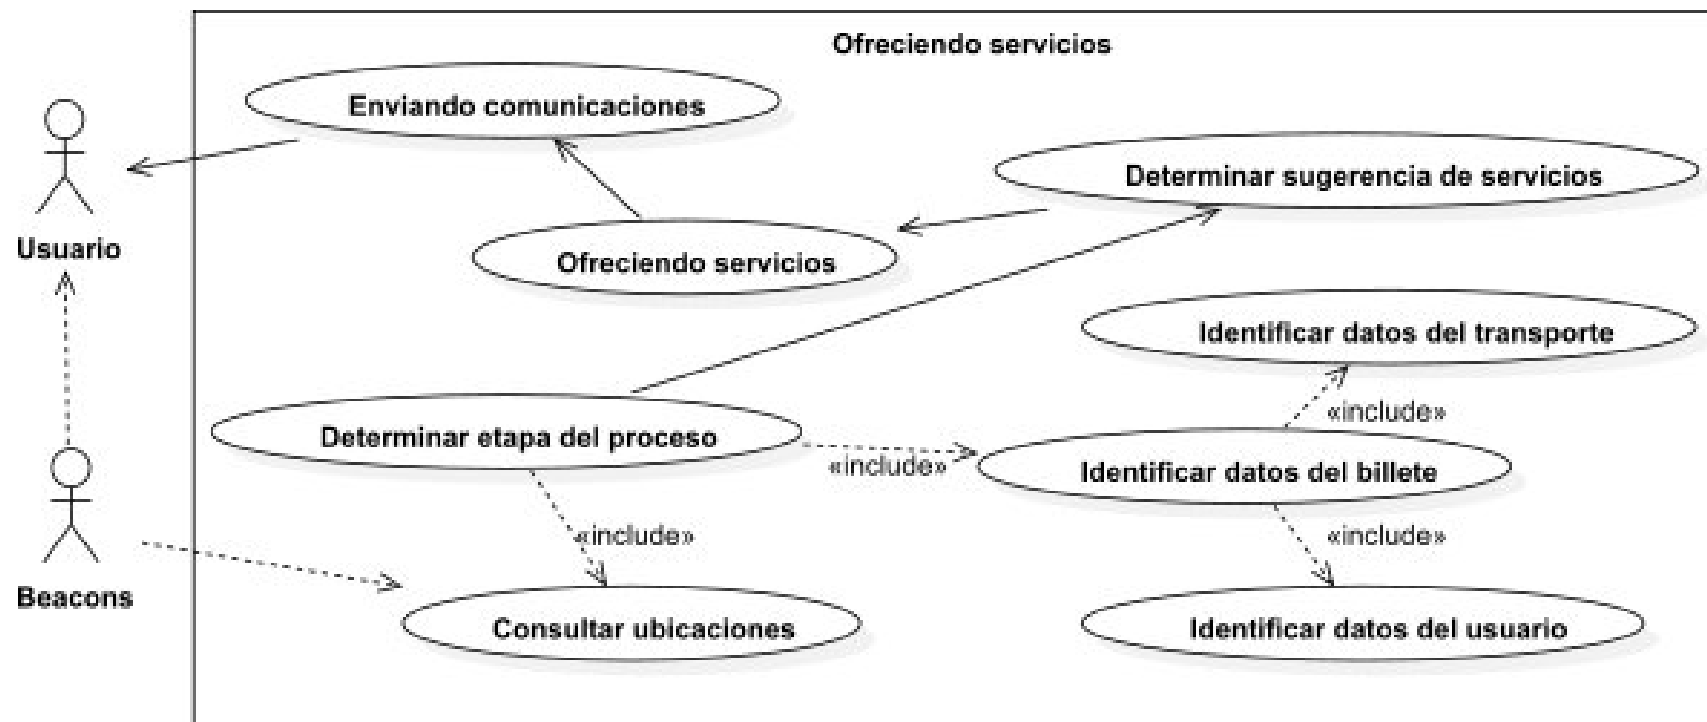 Ofreciendo servicios
Enviando comunicaciones
Determinar sugerencia de servicios
Usuario
Ofreciendo servicios
Identificar datos del transporte
«include»
Determinar etapa del proceso
«include»
Identificar datos del billete
«include»
«include»
Beacons
Consultar ubicaciones
Identificar datos del usuario